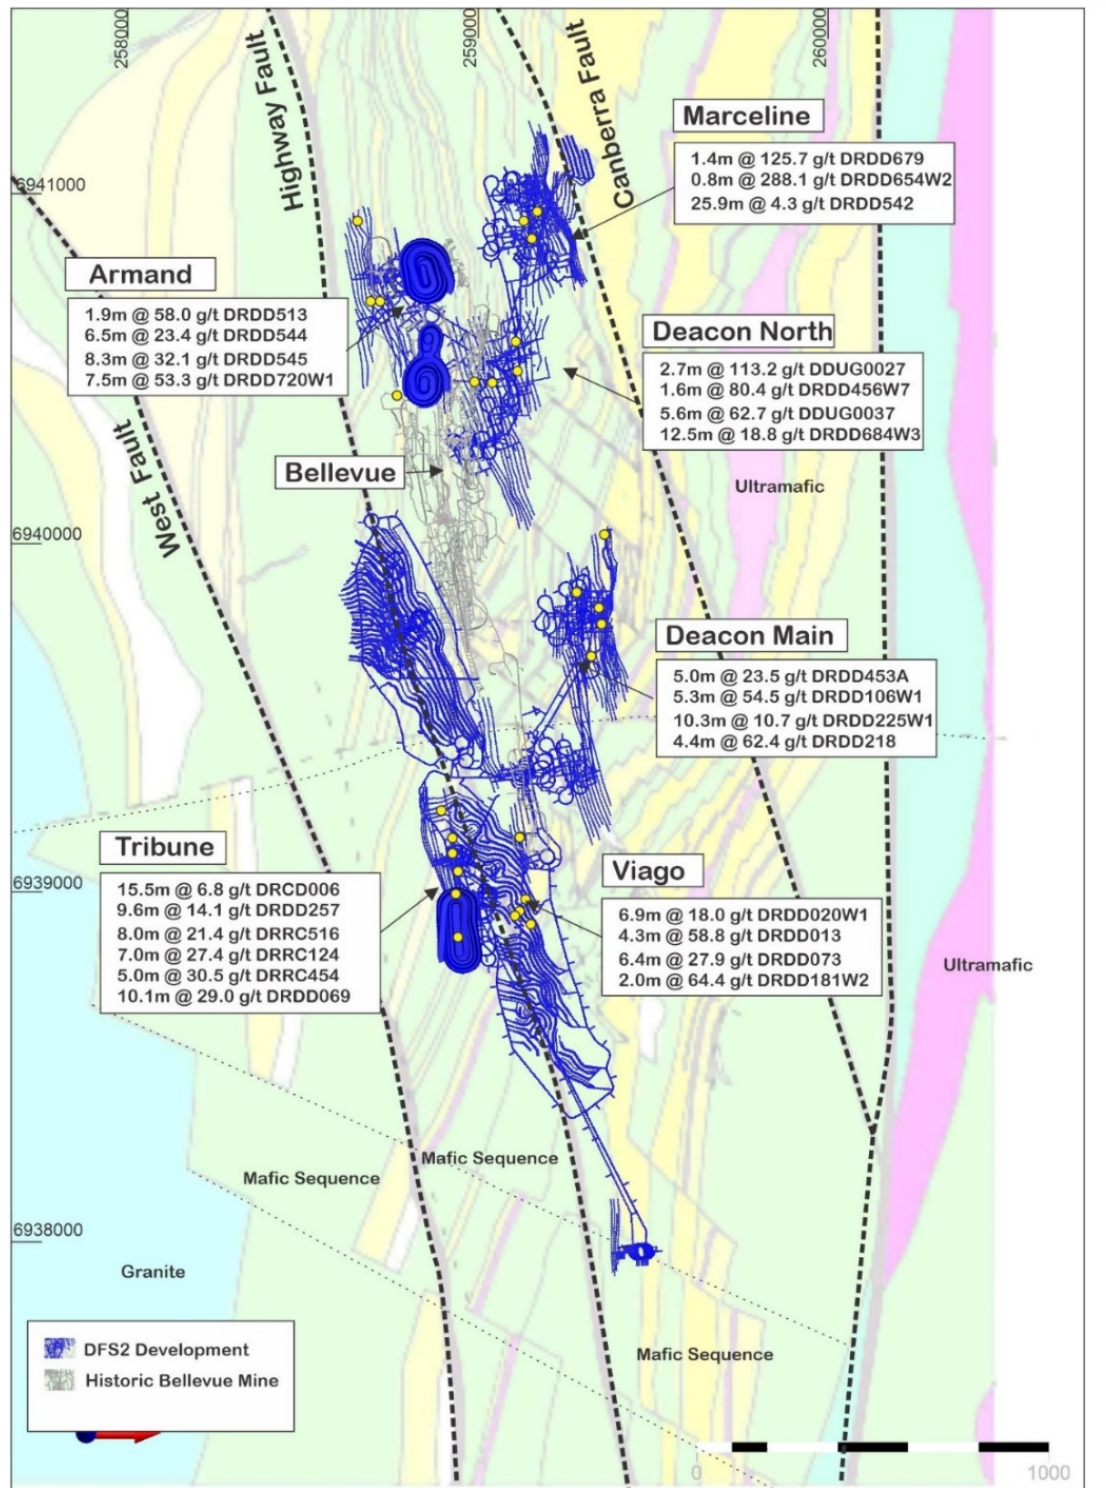 258000
259000
260000
Highway Fault
Canberra Fault
Marceline
1.4m @ 125.7 g/t DRDD679
0.8m @ 288.1 g/t DRDD654W2
25.9m @ 4.3 g/t DRDD542
6941000
Armand
1.9m @ 58.0 g/t DRDD513
6.5m @ 23.4 g/t DRDD544
8.3m @ 32.1 g/t DRDD545
7.5m @ 53.3 g/t DRDD720W1
Deacon North
2.7m @ 113.2 g/t DDUG0027
1.6m @ 80.4 g/t DRDD456W7
5.6m @ 62.7 g/t DDUG0037
12.5m @ 18.8 g/t DRDD684W3
West Fault
Bellevue
Ultramafic
6940000
Deacon Main
5.0m @ 23.5 g/t DRDD453A
5.3m @ 54.5 g/t DRDD106W1
10.3m @ 10.7 g/t DRDD225W1
4.4m @ 62.4 g/t DRDD218
Tribune
15.5m @ 6.8 g/t DRCD006
9.6m @ 14.1 g/t DRDD257
8.0m @ 21.4 g/t DRRC516
7.0m @ 27.4 g/t DRRC124
5.0m @ 30.5 g/t DRRC454
10.1m @ 29.0 g/t DRDD069
6939000
Viago
6.9m @ 18.0 g/t DRDD020W1
4.3m @ 58.8 g/t DRDD013
6.4m @ 27.9 g/t DRDD073
2.0m @ 64.4 g/t DRDD181W2
Ultramafic
Mafic Sequence
Mafic Sequence
6938000
Granite
Mafic Sequence
DFS2 Development
Historic Bellevue Mine
0
1000